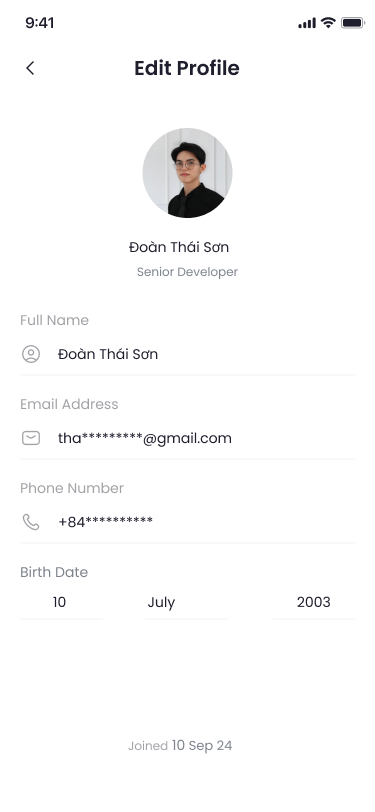 9:41
Edit Profile
Đoàn Thái Sơn
Senior Developer
Full Name
Đoàn Thái Sơn
Email Address
tha*********@gmail.com
Phone Number
+84**********
Birth Date
10 July 2003
Joined 10 Sep 24